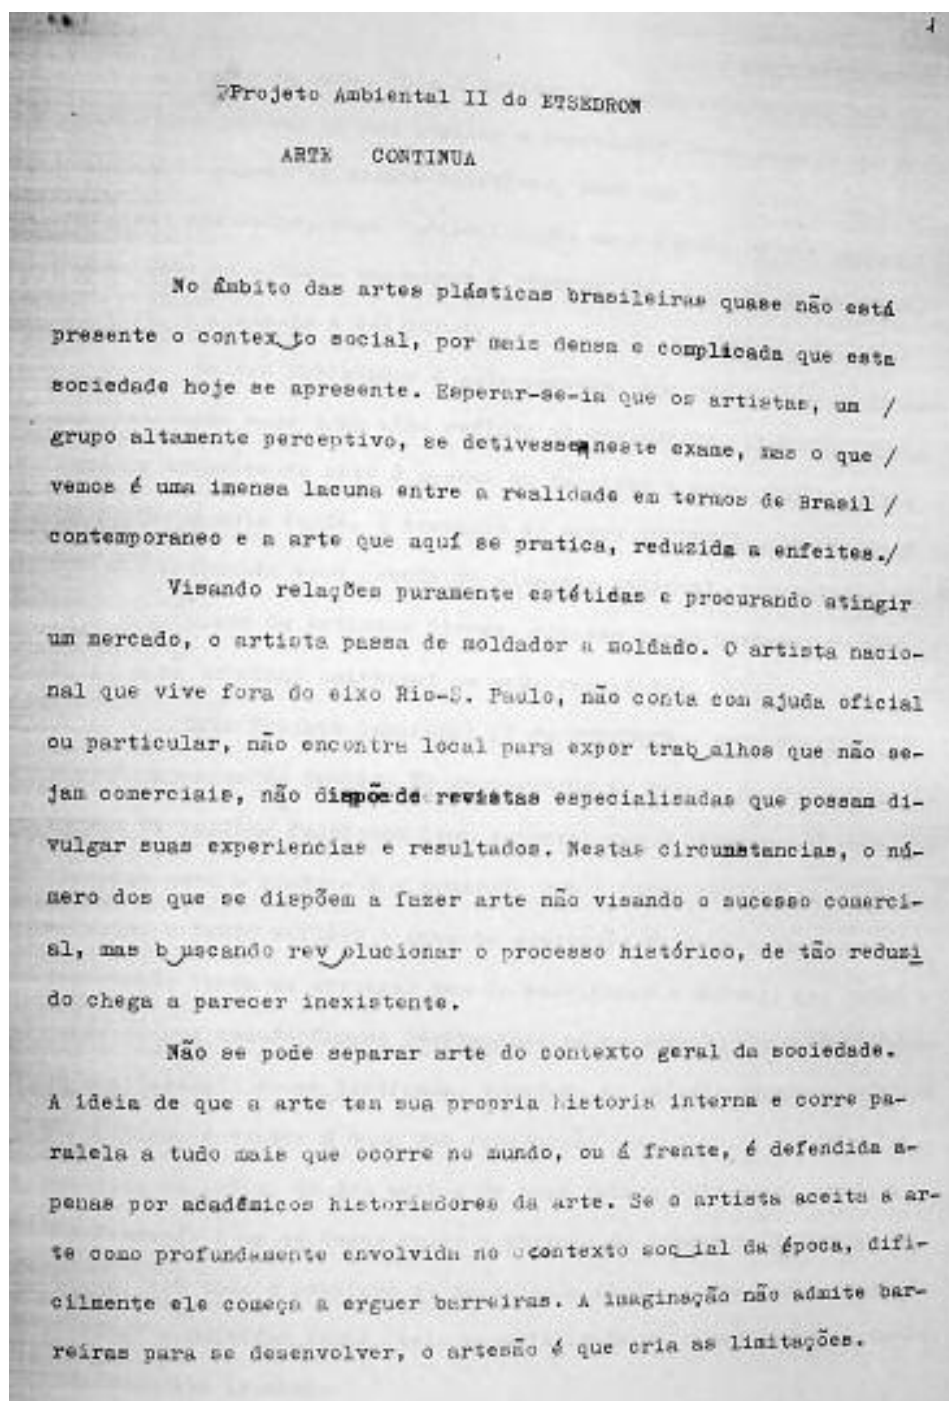 1
Projeto Ambiental II do ETSEDRON
ARTE CONTINUA
No âmbito das artes plásticas brasileiras quase não está
presente o contexto social, por mais densa e complicada que esta
sociedade hoje se apresente. Esperar-se-ia que os artistas, um /
grupo altamente perceptivo, se detivesse neste exame, mas o que /
vemos é uma imensa lacuna entre a realidade em termos de Brasil /
contemporaneo e a arte que aquí se pratica, reduzida a enfeites./
Visando relações puramente estétidas e procurando atingir
um mercado, o artista passa de moldador a moldado. O artista nacio-
nal que vive fora do eixo Rio-S. Paulo, não conta com ajuda oficial
ou particular, não encontra local para expor trabalhos que não se-
jam comerciais, não dispõe de revistas especialisadas que possam di-
vulgar suas experiencias e resultados. Nestas circunstancias, o nú-
mero dos que se dispõem a fazer arte não visando o sucesso comerci-
al, mas buscando revolucionar o processo histórico, de tão reduzi
do chega a parecer inexistente.
Não se pode separar arte do contexto geral da sociedade.
A ideia de que a arte tem sua propria historia interna e corre pa-
ralela a tudo mais que ocorre no mundo, ou á frente, é defendida a-
penas por acadêmicos historiadores da arte. Se o artista aceita a ar-
te como profundamente envolvida no contexto social da época, difi-
cilmente ele começa a erguer barreiras. A imaginação não admite bar-
reiras para se desenvolver, o artesão é que cria as limitações.